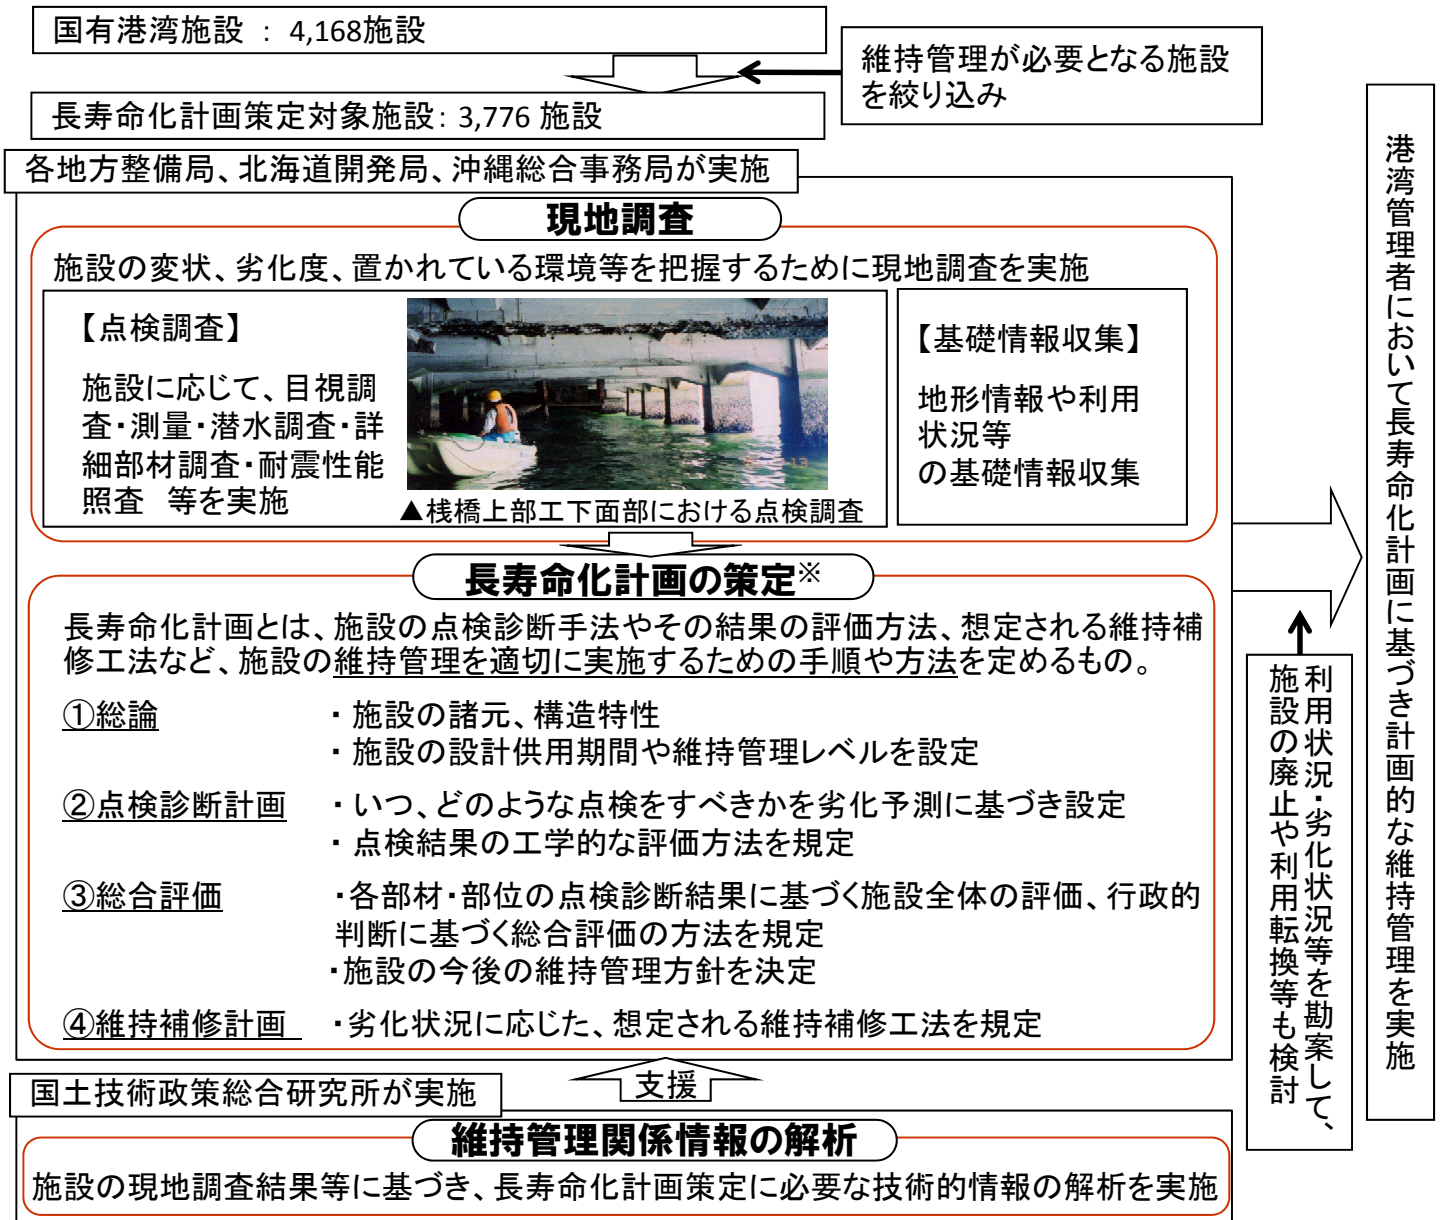 国有港湾施設 ： 4,168施設
維持管理が必要となる施設
を絞り込み
長寿命化計画策定対象施設： 3,776 施設
各地方整備局、北海道開発局、沖縄総合事務局が実施
現地調査
施設の変状、劣化度、置かれている環境等を把握するために現地調査を実施
【点検調査】
施設に応じて、目視調
査・測量・潜水調査・詳
細部材調査・耐震性能
照査　等を実施
▲桟橋上部工下面部における点検調査
【基礎情報収集】
地形情報や利用
状況等
の基礎情報収集
長寿命化計画の策定※
長寿命化計画とは、施設の点検診断手法やその結果の評価方法、想定される維持補
修工法など、施設の維持管理を適切に実施するための手順や方法を定めるもの。
①総論　・ 施設の諸元、構造特性
・ 施設の設計供用期間や維持管理レベルを設定
②点検診断計画　・ いつ、どのような点検をすべきかを劣化予測に基づき設定
・ 点検結果の工学的な評価方法を規定
③総合評価　・各部材・部位の点検診断結果に基づく施設全体の評価、行政的
判断に基づく総合評価の方法を規定
・施設の今後の維持管理方針を決定
④維持補修計画　・劣化状況に応じた、想定される維持補修工法を規定
支援
国土技術政策総合研究所が実施
維持管理関係情報の解析
施設の現地調査結果等に基づき、長寿命化計画策定に必要な技術的情報の解析を実施
利用状況・劣化状況等を勘案して、
施設の廃止や利用転換等も検討
港湾管理者において長寿命化計画に基づき計画的な維持管理を実施